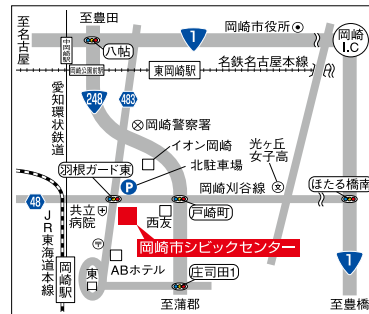 至豊田
至名古屋
中岡崎駅
八帖
1
岡崎市役所
岡崎
I.C
岡崎公園前駅
東岡崎駅
名鉄名古屋本線
愛知環状鉄道
248
483
岡崎警察署
イオン岡崎
光ヶ丘
女子高
羽根ガード東
P
北駐車場
岡崎刈谷線
ほたる橋南
48
共立
病院
西友
戸崎町
岡崎市シビックセンター
JR東海道本線
岡崎駅
ABホテル
東
庄司田1
1
至蒲郡
至豊橋